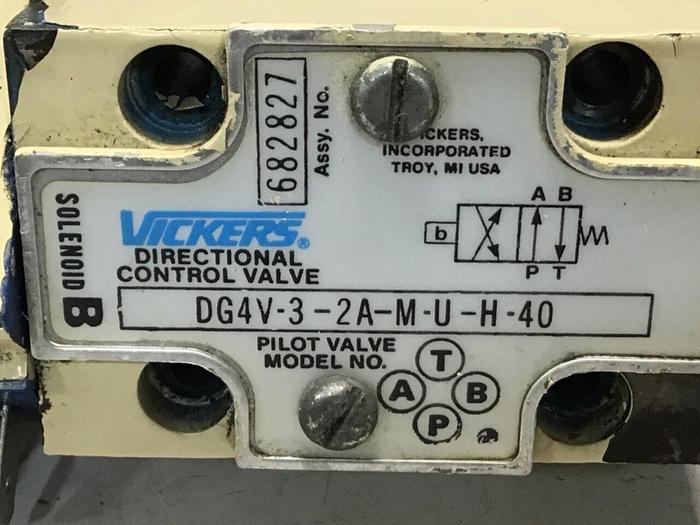 682827
Assy. No.
VICKERS,
INCORPORATED
TROY, MI USA
SOLENOID B
VICKERS®
DIRECTIONAL
CONTROL VALVE
A B
b
P T
DG4V-3-2A-M-U-H-40
PILOT VALVE
MODEL NO.
T
A B
P